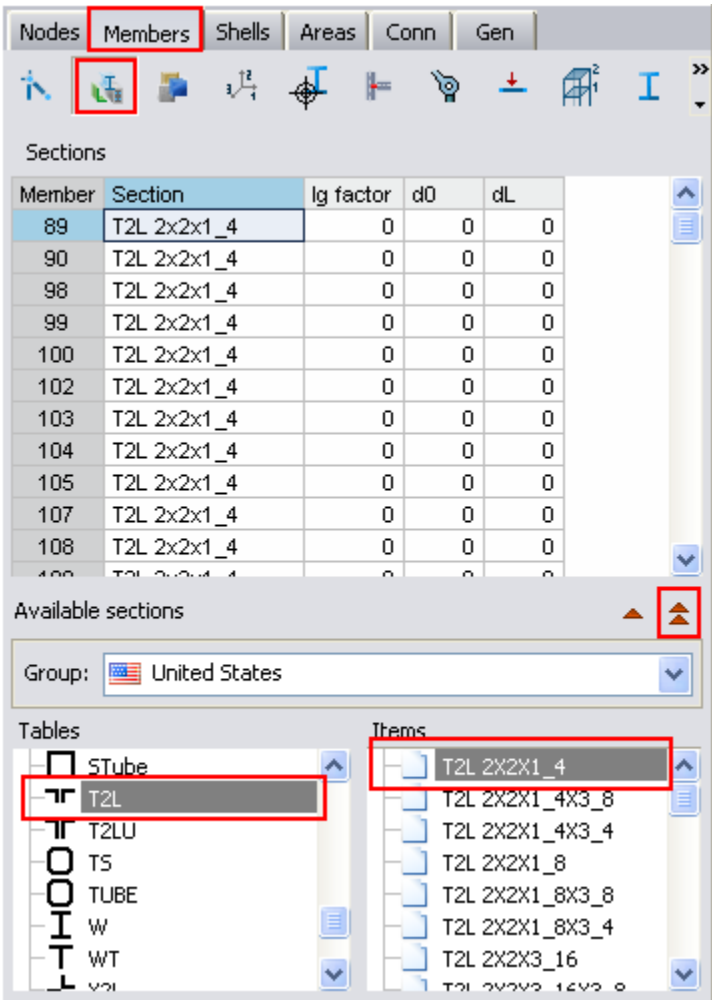 Nodes Members Shells Areas Conn Gen
Sections
Member Section Ig factor d0 dL
89 T2L 2x2x1_4 0 0 0
90 T2L 2x2x1_4 0 0 0
98 T2L 2x2x1_4 0 0 0
99 T2L 2x2x1_4 0 0 0
100 T2L 2x2x1_4 0 0 0
102 T2L 2x2x1_4 0 0 0
103 T2L 2x2x1_4 0 0 0
104 T2L 2x2x1_4 0 0 0
105 T2L 2x2x1_4 0 0 0
107 T2L 2x2x1_4 0 0 0
108 T2L 2x2x1_4 0 0 0
Available sections
Group: United States
Tables Items
STube T2L 2X2X1_4
T2L T2L 2X2X1_4X3_8
T2LU T2L 2X2X1_4X3_4
TS T2L 2X2X1_8
TUBE T2L 2X2X1_8X3_8
W T2L 2X2X1_8X3_4
WT T2L 2X2X3_16
X2L T2L 2X2X3_16X3_8